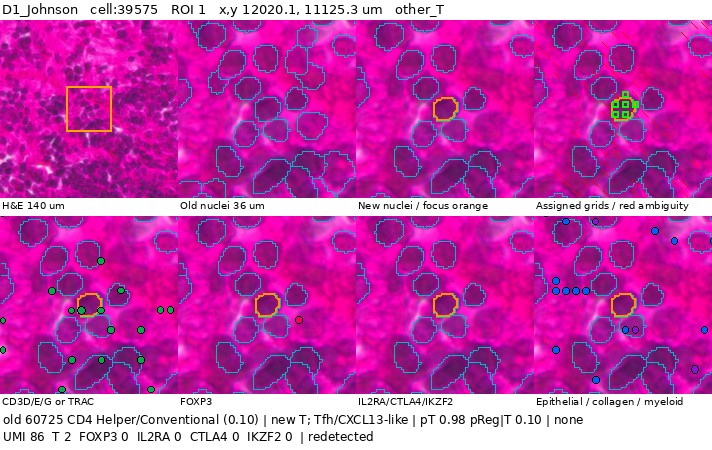 D1_Johnson cell:39575 ROI 1 x,y 12020.1, 11125.3 um other_T
H&E 140 um
Old nuclei 36 um
New nuclei / focus orange
Assigned grids / red ambiguity
CD3D/E/G or TRAC
FOXP3
IL2RA/CTLA4/IKZF2
Epithelial / collagen / myeloid
old 60725 CD4 Helper/Conventional (0.10) | new T; Tfh/CXCL13-like | pT 0.98 pReg|T 0.10 | none
UMI 86 T 2 FOXP3 0 IL2RA 0 CTLA4 0 IKZF2 0 | redetected